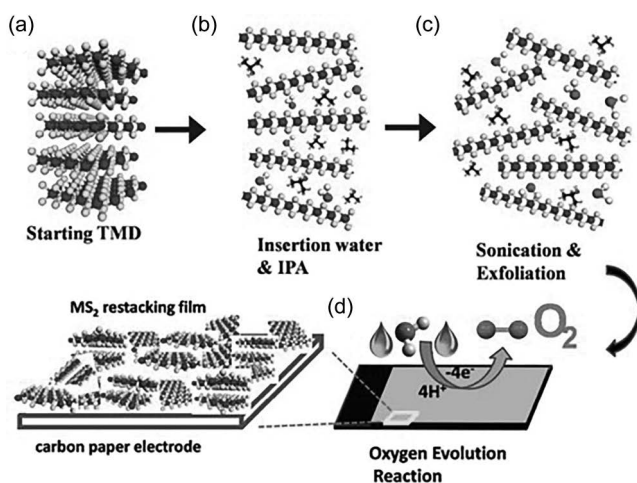 (a)
(b)
(c)
Starting TMD
Insertion water
& IPA
Sonication &
Exfoliation
MS₂ restacking film
(d)
O₂
-4e⁻
4H⁺
carbon paper electrode
Oxygen Evolution
Reaction